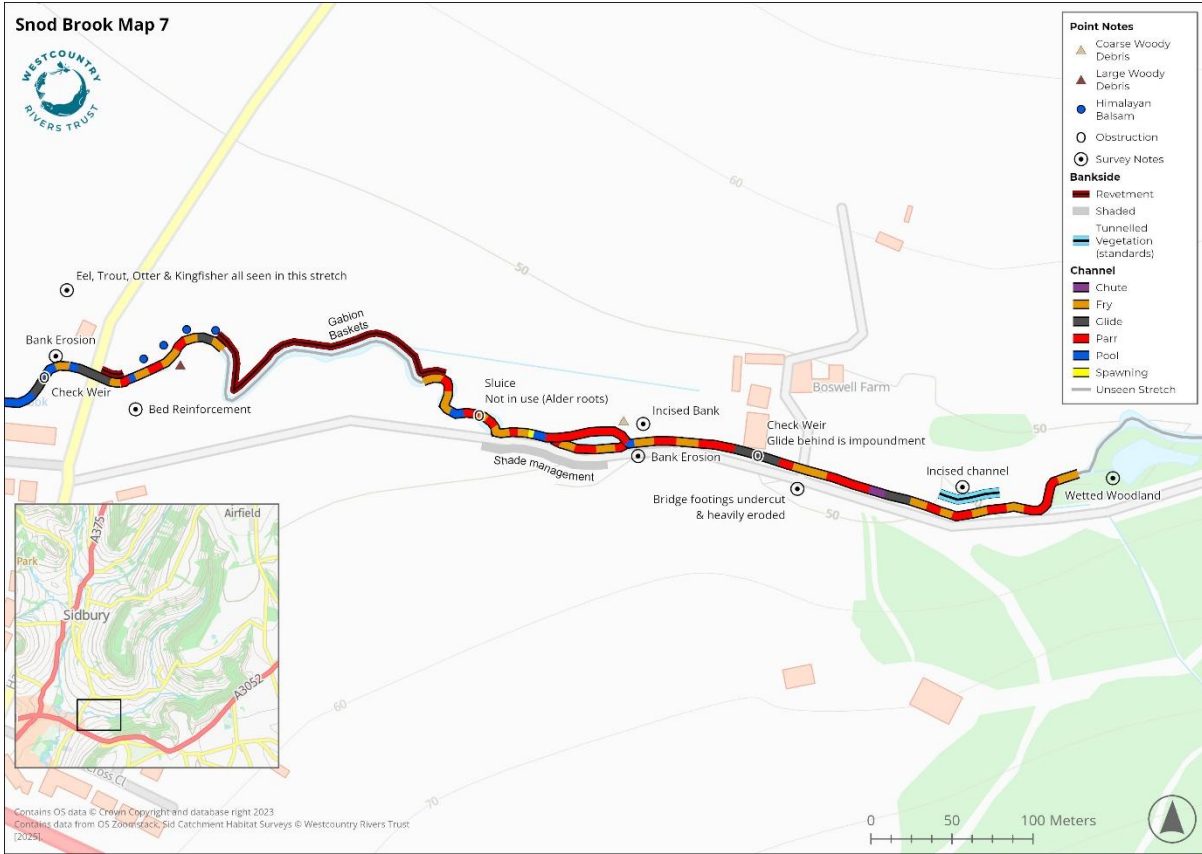 Snod Brook Map 7
WESTCOUNTRY
RIVERS TRUST
Point Notes
Coarse Woody
Debris
Large Woody
Debris
Himalayan
Balsam
Obstruction
Survey Notes
Bankside
Revetment
Shaded
Tunnelled
Vegetation
(standards)
Channel
Chute
Fry
Glide
Parr
Pool
Spawning
Unseen Stretch
60
50
Eel, Trout, Otter & Kingfisher all seen in this stretch
Gabion
Baskets
Bank Erosion
Check Weir
Bed Reinforcement
Sluice
Not in use (Alder roots)
Boswell Farm
Incised Bank
Check Weir
Glide behind is impoundment
50
Bank Erosion
Shade management
Incised channel
Bridge footings undercut
& heavily eroded
50
Wetted Woodland
Airfield
A375
Park
Sidbury
A3052
60
70
Cross Cl
Contains OS data © Crown Copyright and database right 2023
Contains data from OS Zoomstack, Sid Catchment Habitat Surveys © Westcountry Rivers Trust
[2025]
0 50 100 Meters